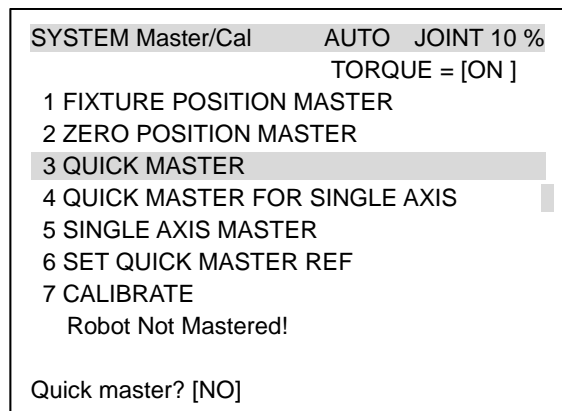 SYSTEM Master/Cal AUTO JOINT 10 %
TORQUE = [ON ]
1 FIXTURE POSITION MASTER
2 ZERO POSITION MASTER
3 QUICK MASTER
4 QUICK MASTER FOR SINGLE AXIS
5 SINGLE AXIS MASTER
6 SET QUICK MASTER REF
7 CALIBRATE
Robot Not Mastered!
Quick master? [NO]